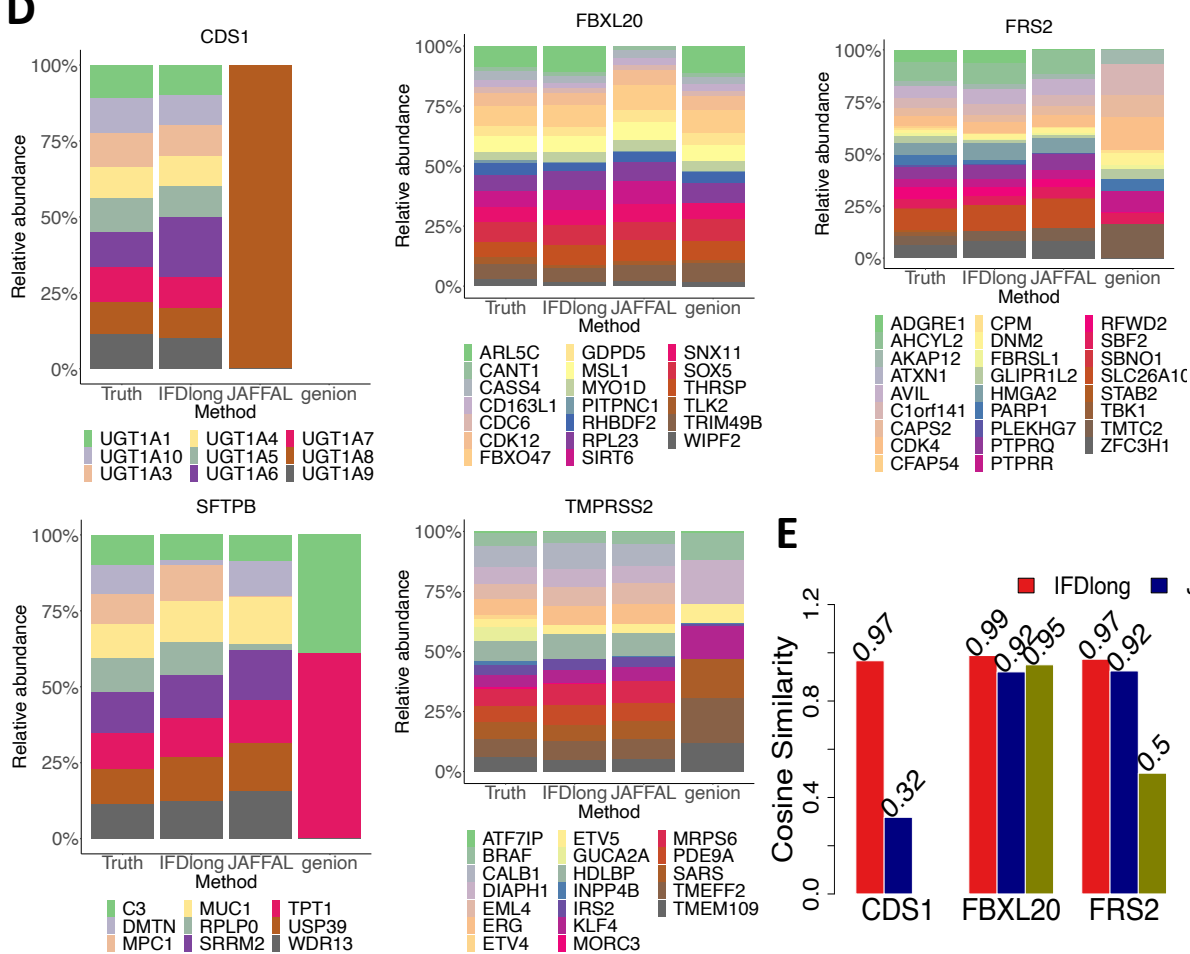 D
CDS1
100%
75%
50%
25%
0%
Relative abundance
Truth IFDlong JAFFAL genion
Method
UGT1A1 UGT1A4 UGT1A7
UGT1A10 UGT1A5 UGT1A8
UGT1A3 UGT1A6 UGT1A9
FBXL20
100%
75%
50%
25%
0%
Relative abundance
Truth IFDlong JAFFAL genion
Method
ARL5C GDPD5 SNX11
CANT1 MSL1 SOX5
CASS4 MYO1D THRSP
CD163L1 PITPNC1 TLK2
CDC6 RHBDF2 TRIM49B
CDK12 RPL23 WIPF2
FBXO47 SIRT6
FRS2
100%
75%
50%
25%
0%
Relative abundance
Truth IFDlong JAFFAL genion
Method
ADGRE1 CPM RFWD2
AHCYL2 DNM2 SBF2
AKAP12 FBRSL1 SBNO1
ATXN1 GLIPR1L2 SLC26A10
AVIL HMGA2 STAB2
C1orf141 PARP1 TBK1
CAPS2 PLEKHG7 TMTC2
CDK4 PTPRQ ZFC3H1
CFAP54 PTPRR
SFTPB
100%
75%
50%
25%
0%
Relative abundance
Truth IFDlong JAFFAL genion
Method
C3 MUC1 TPT1
DMTN RPLP0 USP39
MPC1 SRRM2 WDR13
TMPRSS2
100%
75%
50%
25%
0%
Relative abundance
Truth IFDlong JAFFAL genion
Method
ATF7IP ETV5 MRPS6
BRAF GUCA2A PDE9A
CALB1 HDLBP SARS
DIAPH1 INPP4B TMEFF2
EML4 IRS2 TMEM109
ERG KLF4
ETV4 MORC3
E
IFDlong
1.2
0.8
0.4
0.0
Cosine Similarity
0.97 0.32 0.99 0.92 0.95 0.97 0.92 0.5
CDS1 FBXL20 FRS2